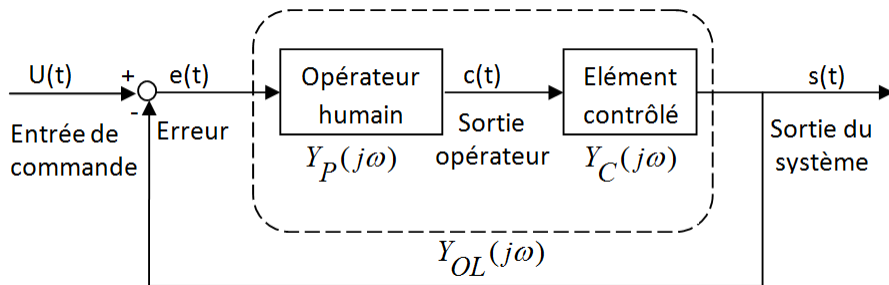 U(t)
+
-
Entrée de
commande
e(t)
Erreur
Opérateur
humain
Y_P(jω)
c(t)
Sortie
opérateur
Elément
contrôlé
Y_C(jω)
s(t)
Sortie du
système
Y_OL(jω)